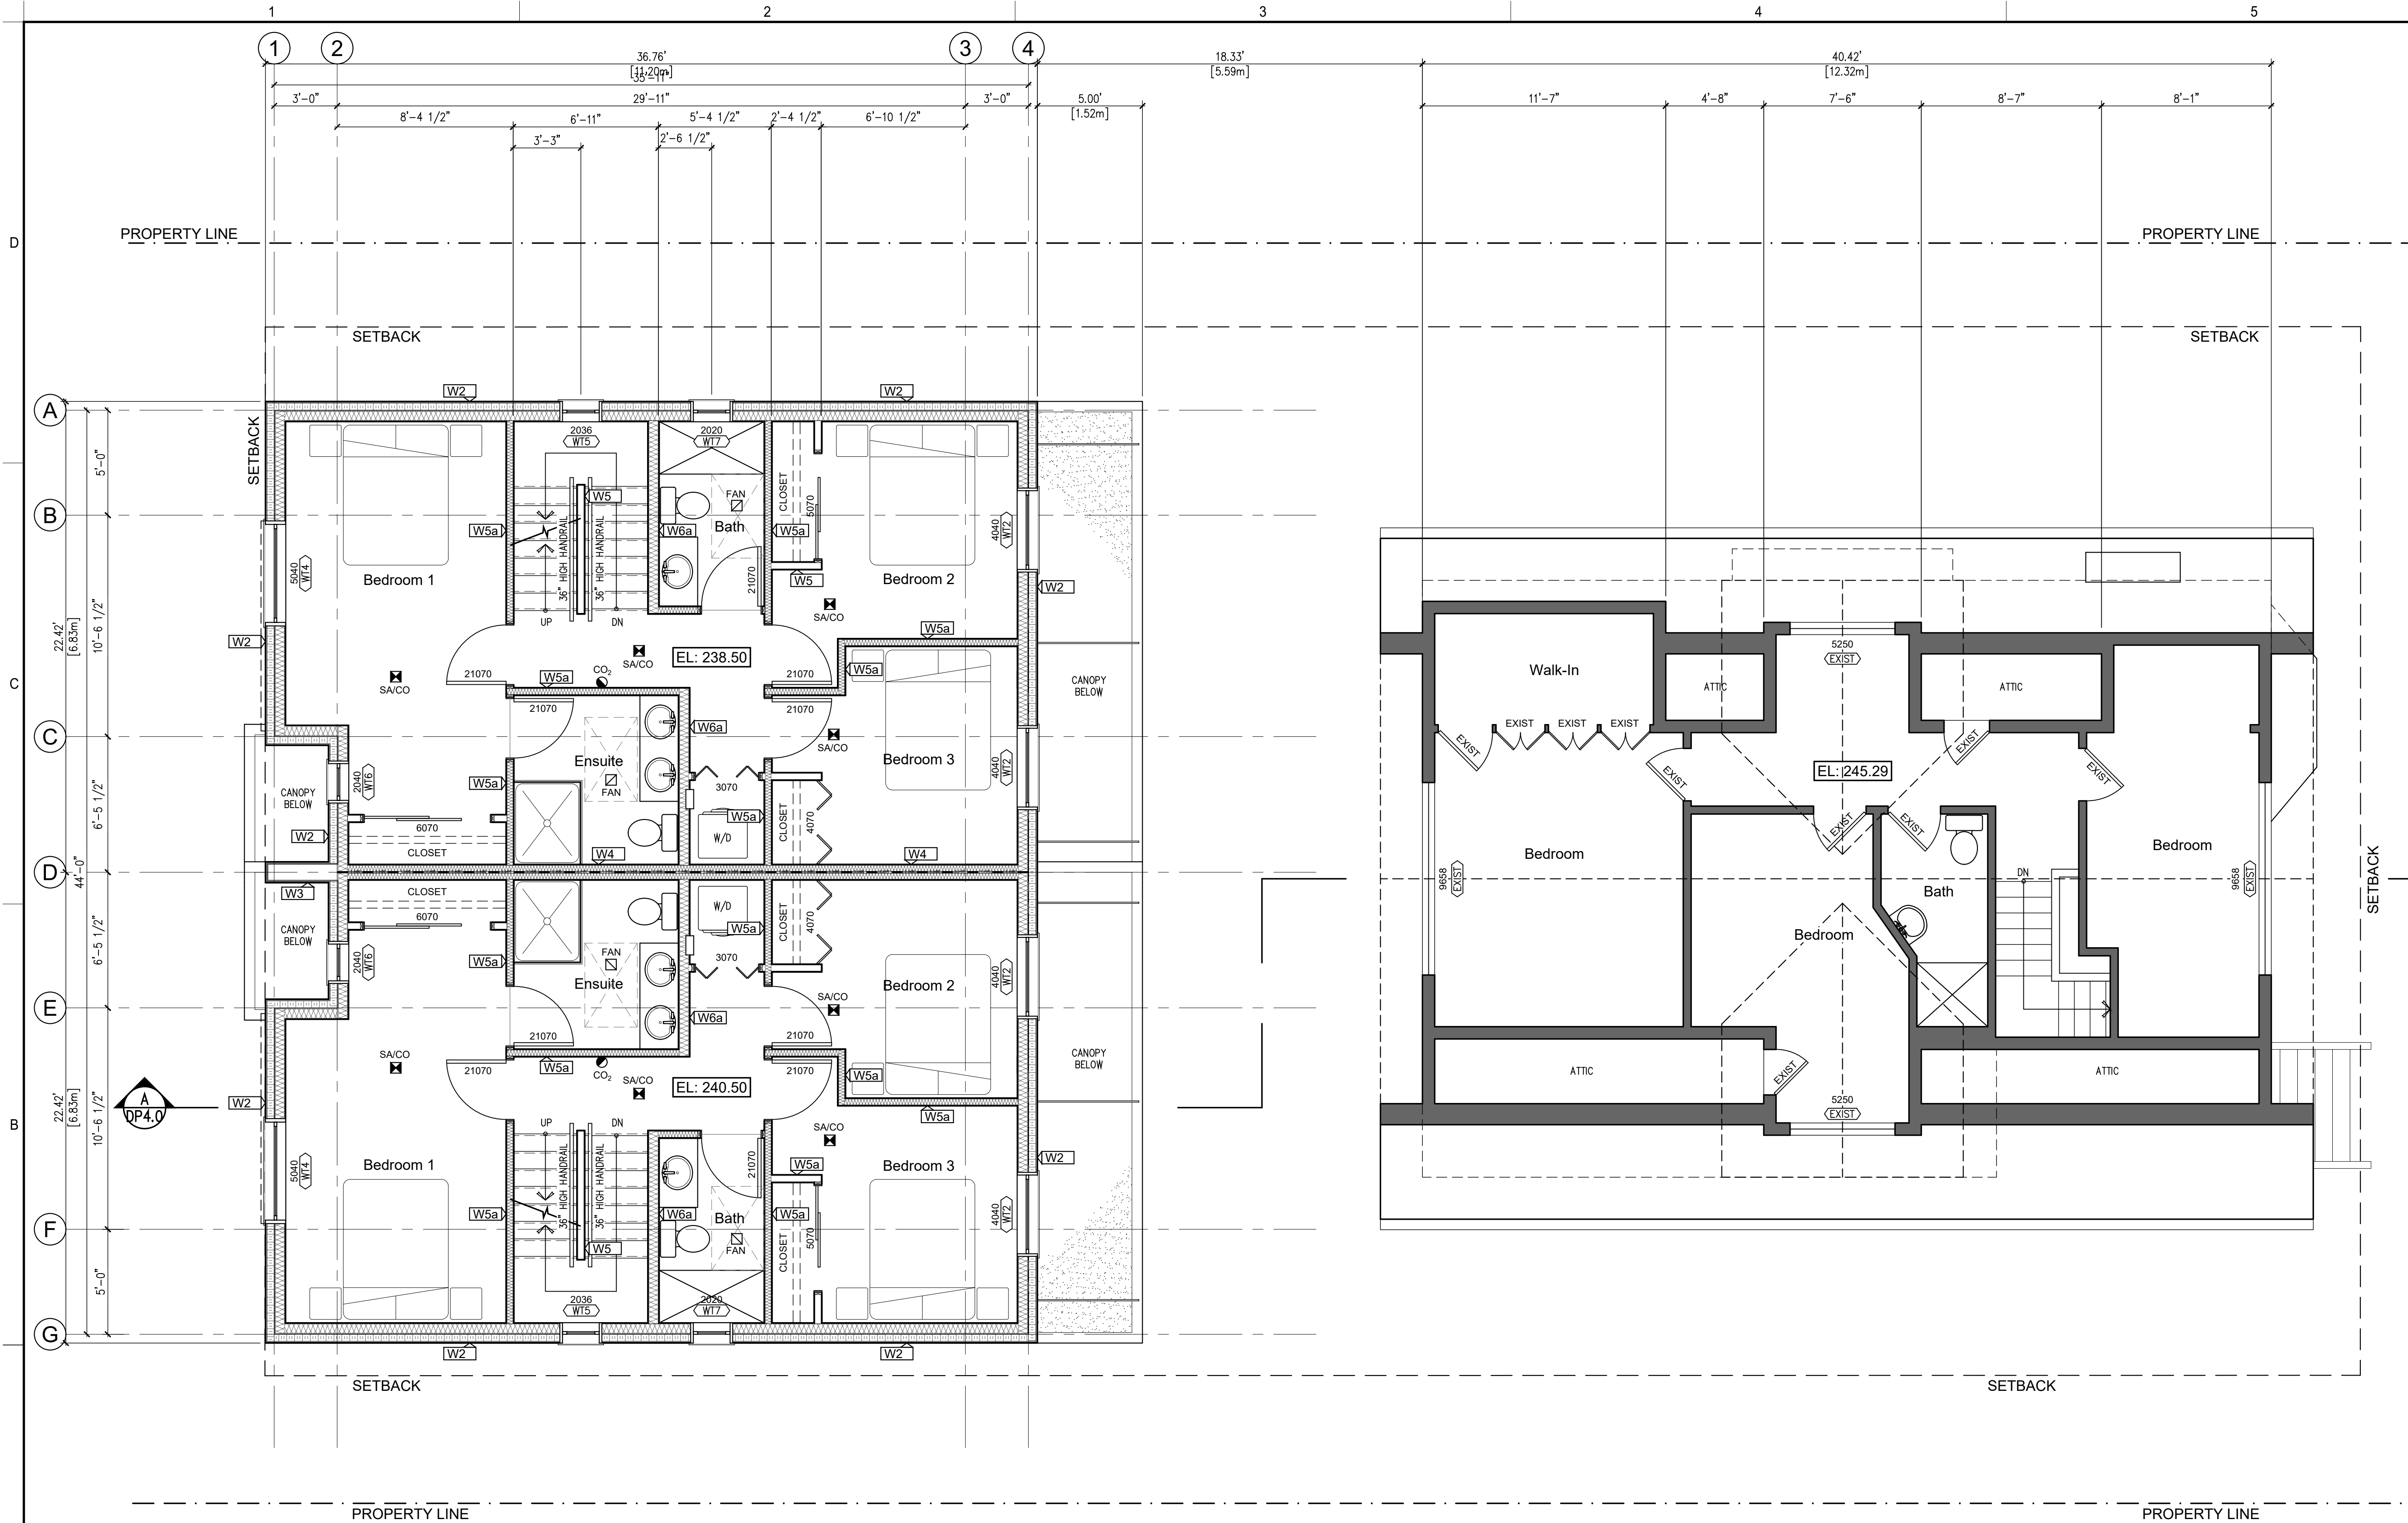 1 2 3 4 5
1 2 3 4
36.76' 18.33' 40.42'
[11.20m] [5.59m] [12.32m]
35'-11"
3'-0" 29'-11" 3'-0" 5.00' 11'-7" 4'-8" 7'-6" 8'-7" 8'-1"
[1.52m]
8'-4 1/2" 6'-11" 5'-4 1/2" 2'-4 1/2" 6'-10 1/2"
3'-3" 2'-6 1/2"
D
PROPERTY LINE PROPERTY LINE
SETBACK SETBACK
W2 W2
A
SETBACK
2036 2020
WT5 WT7
5'-0"
CLOSET
W5 FAN
5070
B
W5a W6a Bath W5a
4040
WT2
36" HIGH HANDRAIL
36" HIGH HANDRAIL
5040
WT4
Bedroom 1 21070 W5 Bedroom 2
W2
SA/CO
UP DN
W5a
22.42'
[6.83m]
10'-6 1/2"
W2
5250
EXIST
CO2 SA/CO EL: 238.50
W5a
SA/CO 21070 W5a 21070
C
CANOPY
BELOW
Walk-In ATTIC ATTIC
21070 21070
W6a
EXIST EXIST EXIST
C
SA/CO
EXIST EXIST EXIST EXIST
Ensuite Bedroom 3
4040
WT2
EL: 245.29
2040
WT6
W5a FAN 3070
CANOPY
BELOW
W5a
6'-5 1/2"
W2 6070 W/D CLOSET 4070
EXIST EXIST
CLOSET W4 W4
Bedroom Bedroom
D
44'-0"
SETBACK
9658
EXIST
9658
EXIST
DN
Bath
W3 CLOSET W/D CLOSET 4070
6070 W5a
CANOPY
BELOW
Bedroom
6'-5 1/2"
2040
WT6
W5a FAN 3070
4040
WT2
Ensuite Bedroom 2
SA/CO
E
W6a
21070 21070
SA/CO W5a CO2 CANOPY
BELOW
21070 SA/CO EL: 240.50 21070 W5a
ATTIC EXIST ATTIC
A
DP4.0
W2
22.42'
[6.83m]
10'-6 1/2"
W5a
5250
EXIST
B
UP DN SA/CO
Bedroom 1 21070 W5a Bedroom 3
W2
5040
WT4
36" HIGH HANDRAIL
36" HIGH HANDRAIL
W5a W6a Bath W5a
4040
WT2
F
W5 FAN CLOSET 5070
5'-0"
2036 2020
WT5 WT7
G
W2 W2
SETBACK SETBACK
PROPERTY LINE PROPERTY LINE